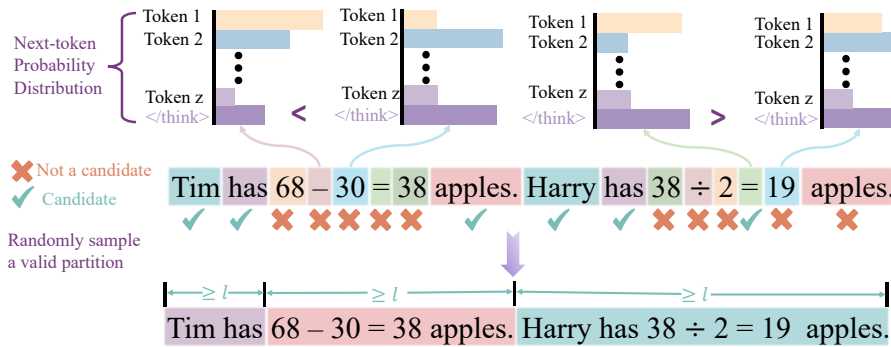 Next-token
Probability
Distribution
Token 1
Token 2
Token z
</think>
<
Token 1
Token 2
Token z
</think>
Token 1
Token 2
Token z
</think>
>
Token 1
Token 2
Token z
</think>
Not a candidate
Candidate
Tim has 68 – 30 = 38 apples. Harry has 38 ÷ 2 = 19 apples.
Randomly sample
a valid partition
≥ l
≥ l
≥ l
Tim has 68 – 30 = 38 apples. Harry has 38 ÷ 2 = 19 apples.